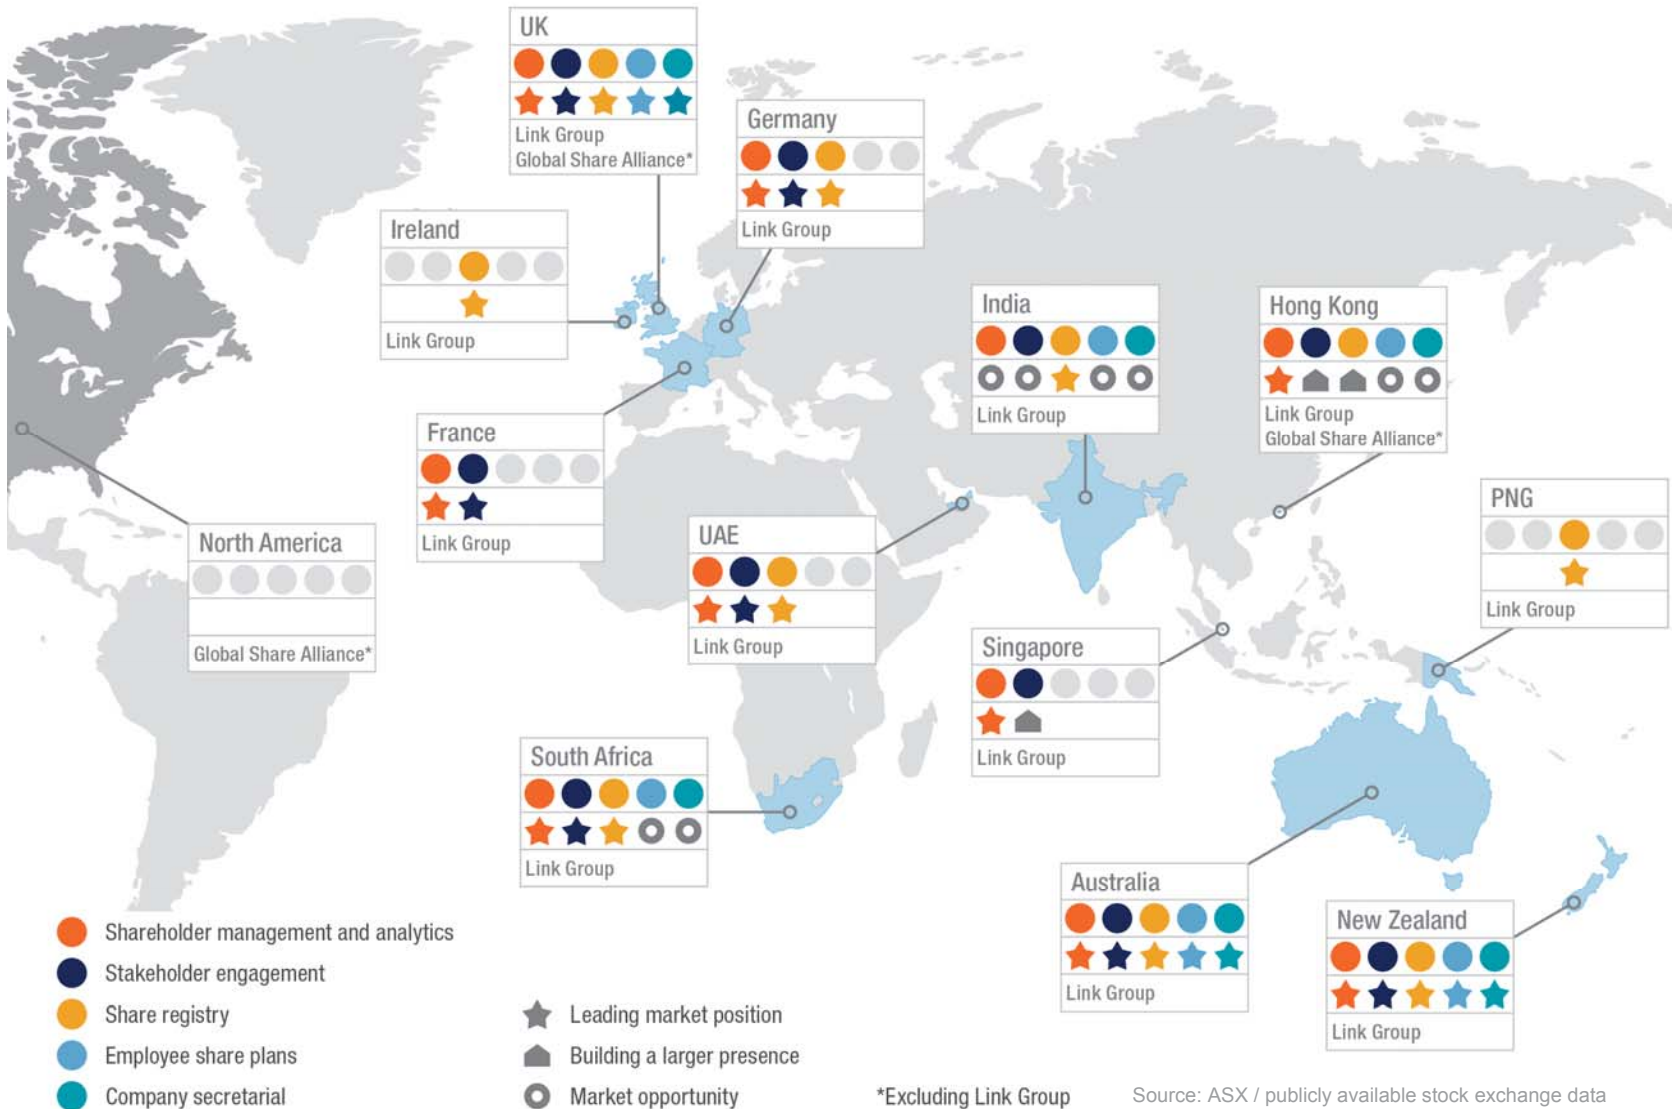 UK
Link Group
Global Share Alliance*
Germany
Link Group
Ireland
Link Group
India
Link Group
Hong Kong
Link Group
Global Share Alliance*
France
Link Group
PNG
Link Group
North America
Global Share Alliance*
UAE
Link Group
Singapore
Link Group
South Africa
Link Group
Australia
Link Group
New Zealand
Link Group
Shareholder management and analytics
Stakeholder engagement
Share registry
Employee share plans
Company secretarial
Leading market position
Building a larger presence
Market opportunity
*Excluding Link Group
Source: ASX / publicly available stock exchange data